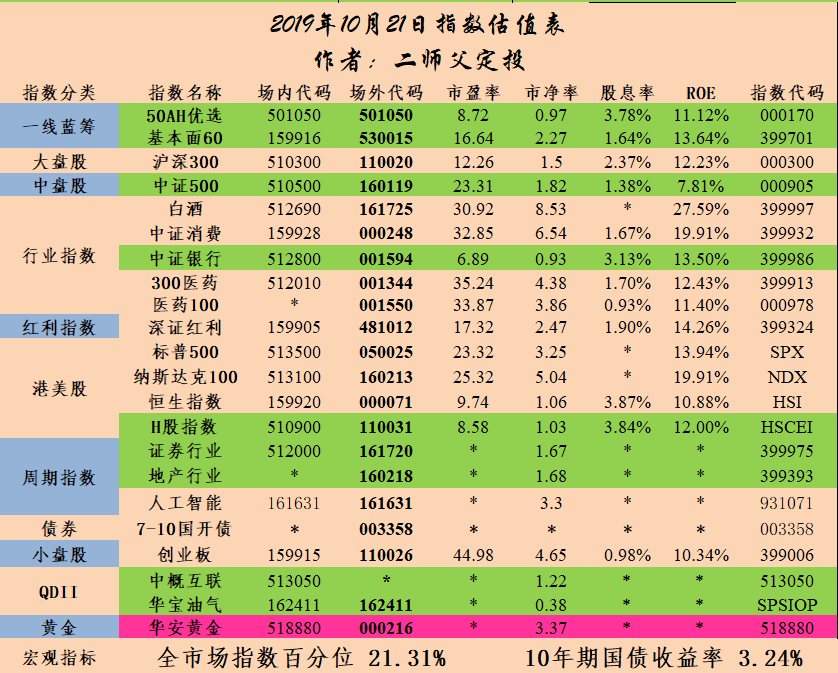 2019年10月21日指数估值表
作者：二师父定投
指数分类 指数名称 场内代码 场外代码 市盈率 市净率 股息率 ROE 指数代码
一线蓝筹 50AH优选 501050 501050 8.72 0.97 3.78% 11.12% 000170
基本面60 159916 530015 16.64 2.27 1.64% 13.64% 399701
大盘股 沪深300 510300 110020 12.26 1.5 2.37% 12.23% 000300
中盘股 中证500 510500 160119 23.31 1.82 1.38% 7.81% 000905
行业指数 白酒 512690 161725 30.92 8.53 * 27.59% 399997
中证消费 159928 000248 32.85 6.54 1.67% 19.91% 399932
中证银行 512800 001594 6.89 0.93 3.13% 13.50% 399986
300医药 512010 001344 35.24 4.38 1.70% 12.43% 399913
医药100 * 001550 33.87 3.86 0.93% 11.40% 000978
红利指数 深证红利 159905 481012 17.32 2.47 1.90% 14.26% 399324
港美股 标普500 513500 050025 23.32 3.25 * 13.94% SPX
纳斯达克100 513100 160213 25.32 5.04 * 19.91% NDX
恒生指数 159920 000071 9.74 1.06 3.87% 10.88% HSI
H股指数 510900 110031 8.58 1.03 3.84% 12.00% HSCEI
周期指数 证券行业 512000 161720 * 1.67 * * 399975
地产行业 * 160218 * 1.68 * * 399393
人工智能 161631 161631 * 3.3 * * 931071
债券 7-10国开债 * 003358 * * * * 003358
小盘股 创业板 159915 110026 44.98 4.65 0.98% 10.34% 399006
QDII 中概互联 513050 * * 1.22 * * 513050
华宝油气 162411 162411 * 0.38 * * SPSIOP
黄金 华安黄金 518880 000216 * 3.37 * * 518880
宏观指标 全市场指数百分位 21.31% 10年期国债收益率 3.24%